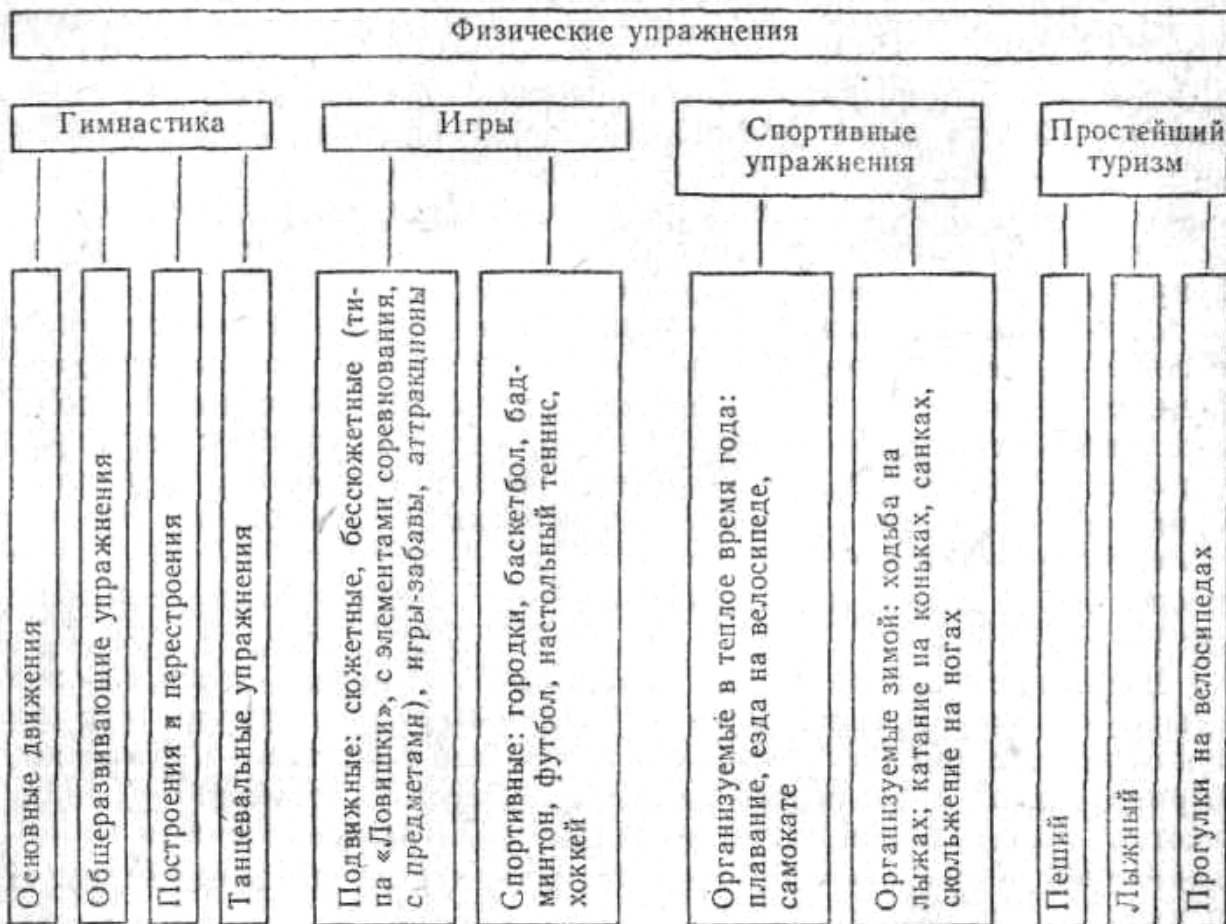 Физические упражнения
Гимнастика
Основные движения
Общеразвивающие упражнения
Построения и перестроения
Танцевальные упражнения
Игры
Подвижные: сюжетные, бессюжетные (ти-
па «Ловишки», с элементами соревнования,
с предметами), игры-забавы, аттракционы
Спортивные: городки, баскетбол, бад-
минтон, футбол, настольный теннис,
хоккей
Спортивные
упражнения
Организуемые в теплое время года:
плавание, езда на велосипеде,
самокате
Организуемые зимой: ходьба на
лыжах, катание на коньках, санках,
скольжение на ногах
Простейший
туризм
Пеший
Лыжный
Прогулки на велосипедах